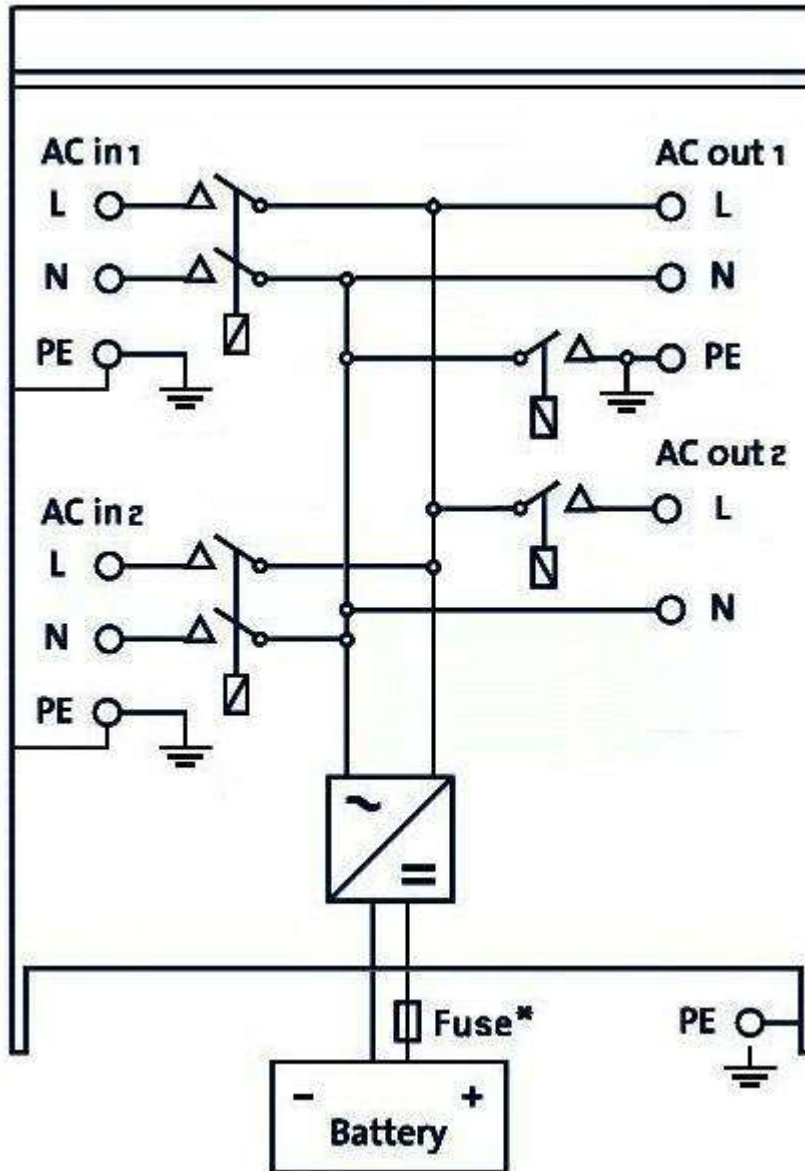 AC in 1
L
N
PE
AC in 2
L
N
PE
AC out 1
L
N
PE
AC out 2
L
N
~
=
Fuse*
PE
- +
Battery